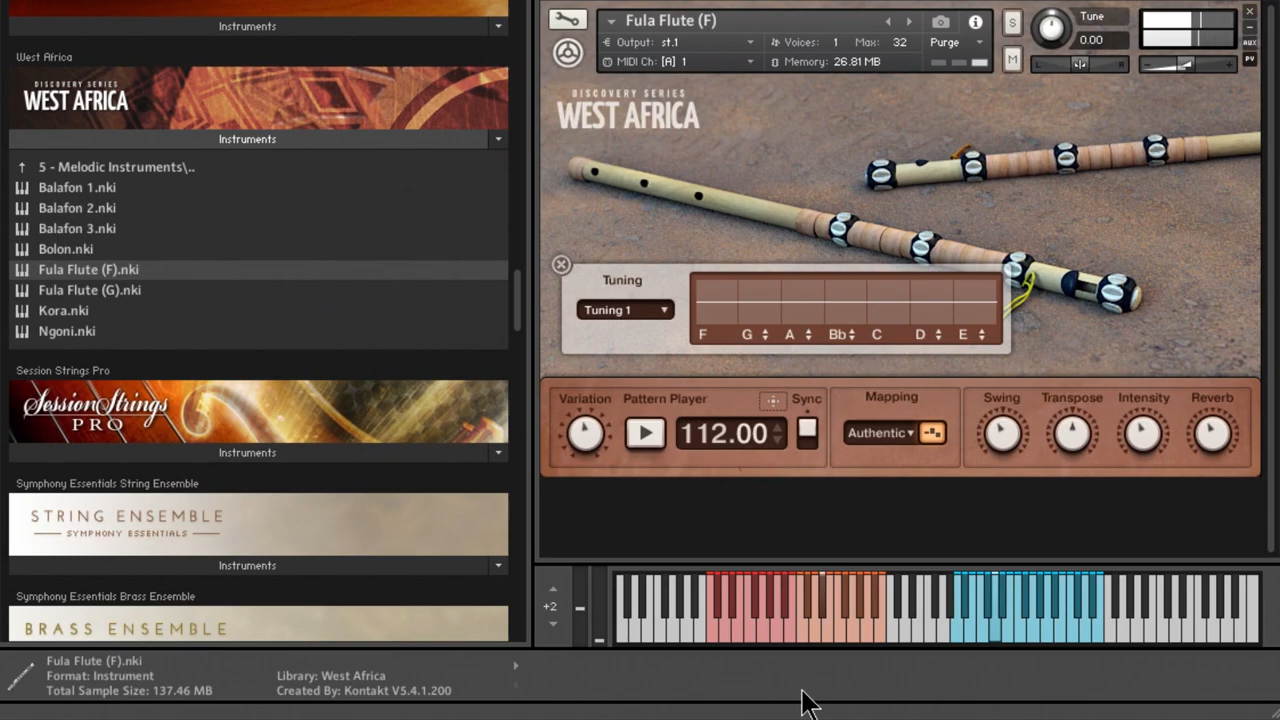 Instruments
West Africa
DISCOVERY SERIES
WEST AFRICA
Instruments
5 - Melodic Instruments\..
Balafon 1.nki
Balafon 2.nki
Balafon 3.nki
Bolon.nki
Fula Flute (F).nki
Fula Flute (G).nki
Kora.nki
Ngoni.nki
Session Strings Pro
Session Strings
PRO
Instruments
Symphony Essentials String Ensemble
STRING ENSEMBLE
SYMPHONY ESSENTIALS
Instruments
Symphony Essentials Brass Ensemble
BRASS ENSEMBLE
Fula Flute (F).nki
Format: Instrument
Library: West Africa
Total Sample Size: 137.46 MB
Created By: Kontakt V5.4.1.200
Fula Flute (F)
S
Tune
0.00
Output: st.1
Voices: 1 Max: 32
Purge
MIDI Ch: [A] 1
Memory: 26.81 MB
M
L
R
AUX
PV
DISCOVERY SERIES
WEST AFRICA
Tuning
Tuning 1
F G A Bb C D E
Variation
Pattern Player
Sync
Mapping
Swing
Transpose
Intensity
Reverb
112.00
Authentic
+2